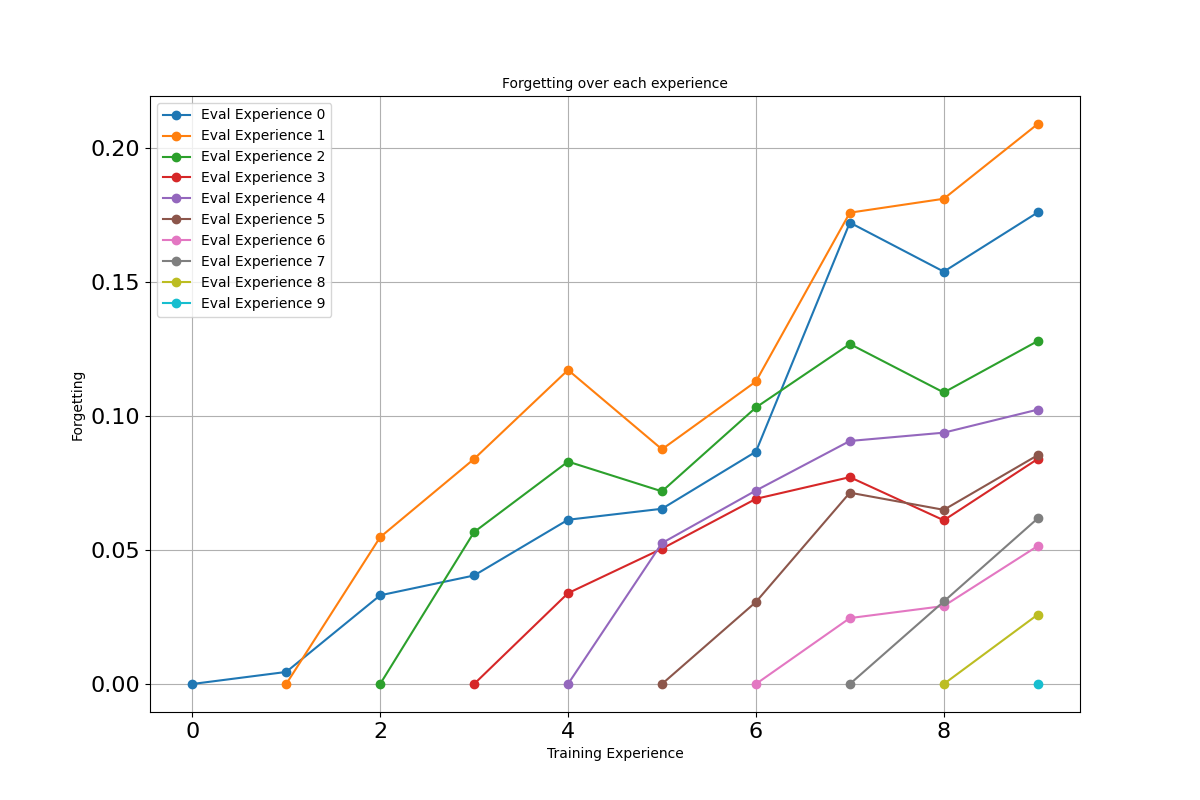 Forgetting over each experience
Eval Experience 0
Eval Experience 1
Eval Experience 2
Eval Experience 3
Eval Experience 4
Eval Experience 5
Eval Experience 6
Eval Experience 7
Eval Experience 8
Eval Experience 9
0.20
0.15
0.10
0.05
0.00
Forgetting
0 2 4 6 8
Training Experience